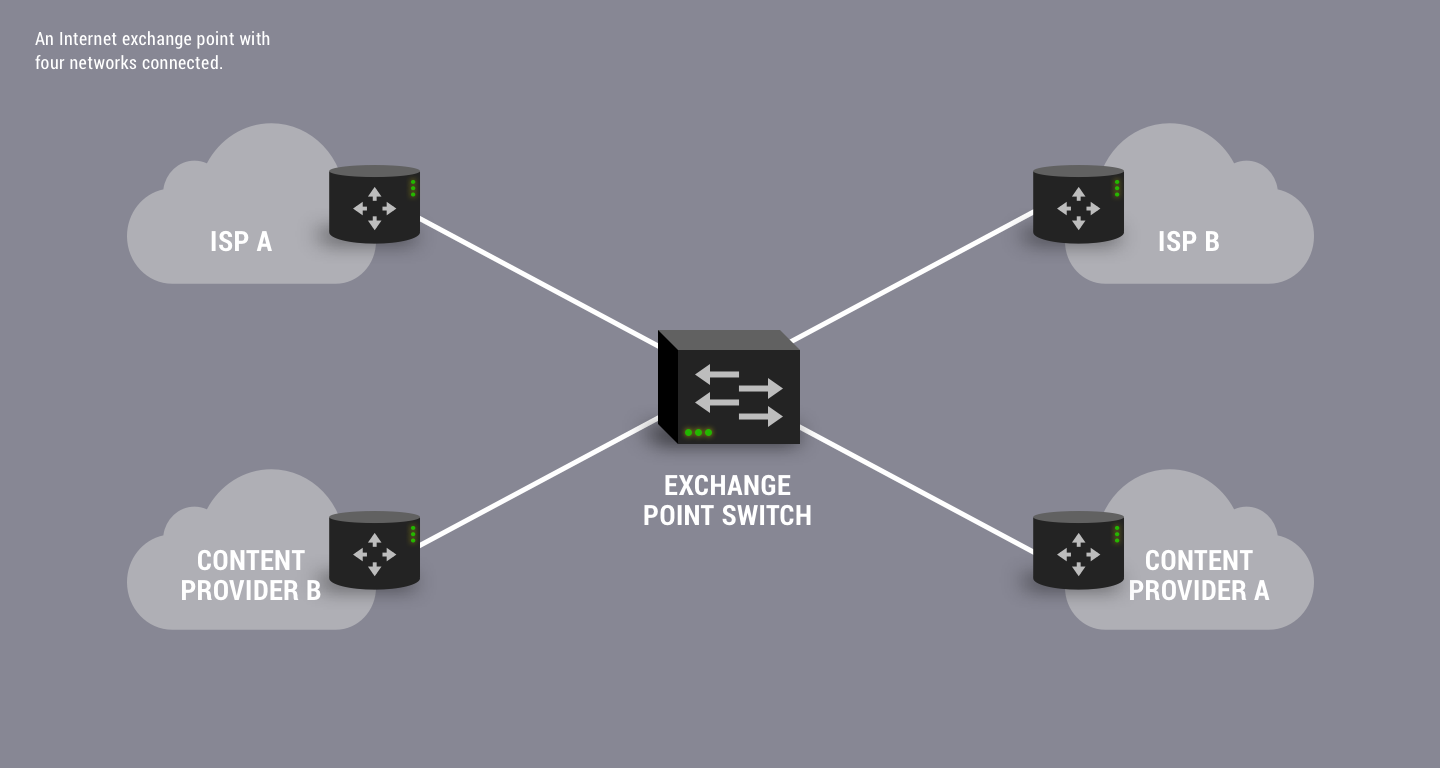 An Internet exchange point with
four networks connected.
ISP A
ISP B
EXCHANGE
POINT SWITCH
CONTENT
PROVIDER B
CONTENT
PROVIDER A